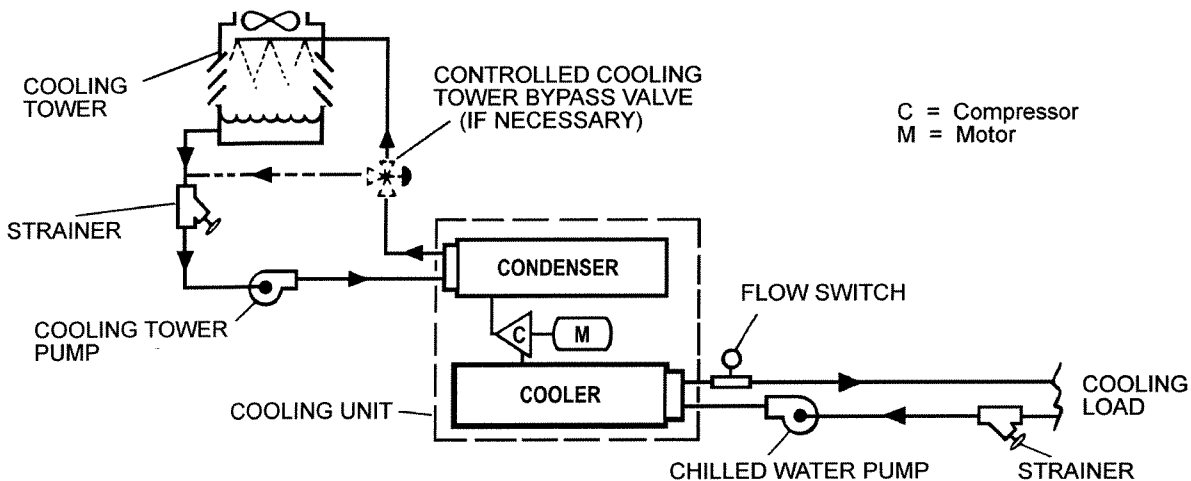 COOLING
TOWER
CONTROLLED COOLING
TOWER BYPASS VALVE
(IF NECESSARY)
C = Compressor
M = Motor
STRAINER
CONDENSER
FLOW SWITCH
COOLING TOWER
PUMP
C
M
COOLER
COOLING UNIT
COOLING
LOAD
CHILLED WATER PUMP
STRAINER